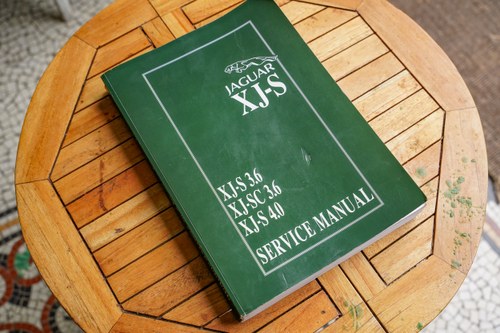 JAGUAR
XJ-S
XJ-S 3.6
XJ-SC 3.6
XJ-S 4.0
SERVICE MANUAL